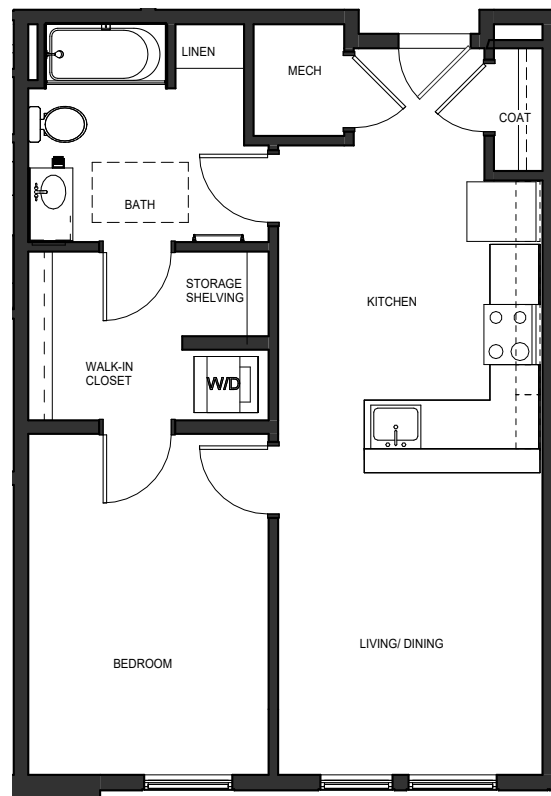 LINEN
MECH
COAT
BATH
STORAGE
SHELVING
KITCHEN
WALK-IN
CLOSET
W/D
LIVING/ DINING
BEDROOM